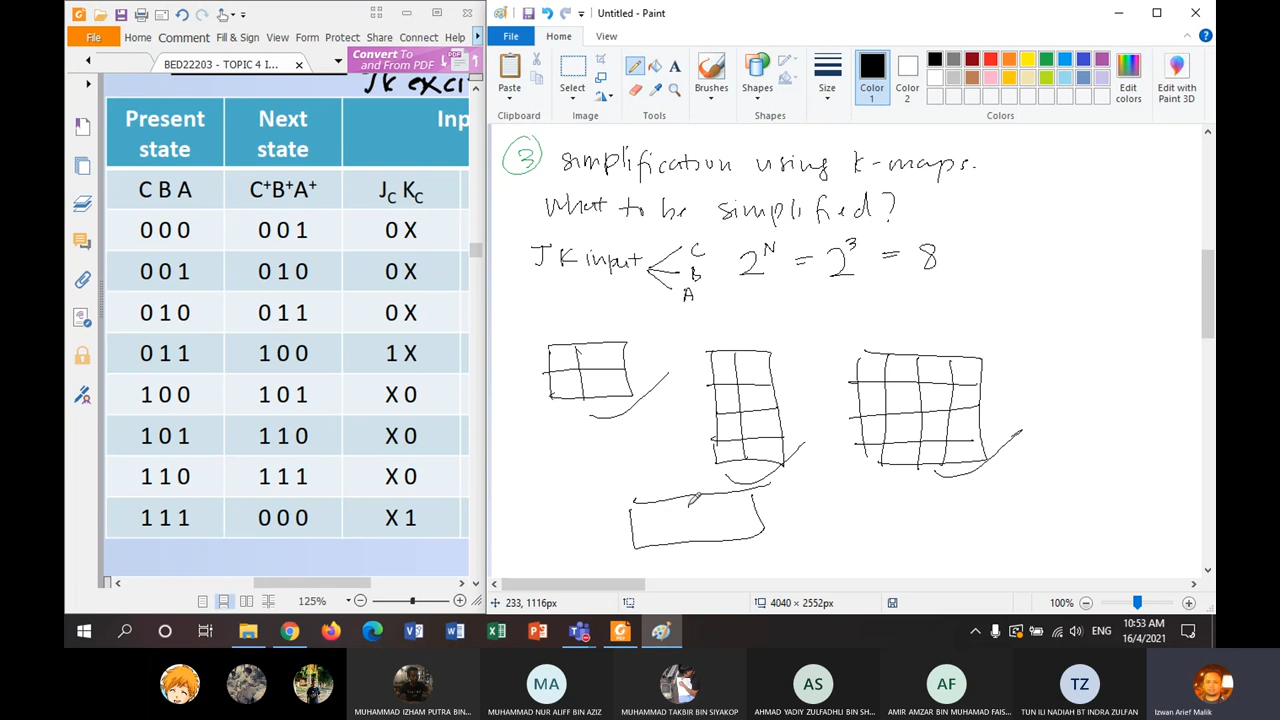 File
Home
Comment
Fill & Sign
View
Form
Protect
Share
Connect
Help
Convert To
and From PDF
BED22203 - TOPIC 4 I...
JK exci
Present state
Next state
Inp
C B A
C+B+A+
JC KC
0 0 0
0 0 1
0 X
0 0 1
0 1 0
0 X
0 1 0
0 1 1
0 X
0 1 1
1 0 0
1 X
1 0 0
1 0 1
X 0
1 0 1
1 1 0
X 0
1 1 0
1 1 1
X 0
1 1 1
0 0 0
X 1
125%
Untitled - Paint
File
Home
View
Paste
Select
Brushes
Shapes
Size
Color 1
Color 2
Edit colors
Edit with Paint 3D
Clipboard
Image
Tools
Shapes
Colors
3 simplification using k-maps.
What to be simplified?
JK input C B A 2^N = 2^3 = 8
233, 1116px
4040 × 2552px
100%
ENG
10:53 AM
16/4/2021
MUHAMMAD IZHAM PUTRA BIN...
MA
MUHAMMAD NUR ALIFF BIN AZIZ
MUHAMMAD TAKBIR BIN SIYAKOP
AS
AHMAD YADIY ZULFADHLI BIN SH...
AF
AMIR AMZAR BIN MUHAMAD FAIS...
TZ
TUN ILI NADIAH BT INDRA ZULFAN
Izwan Arief Malik